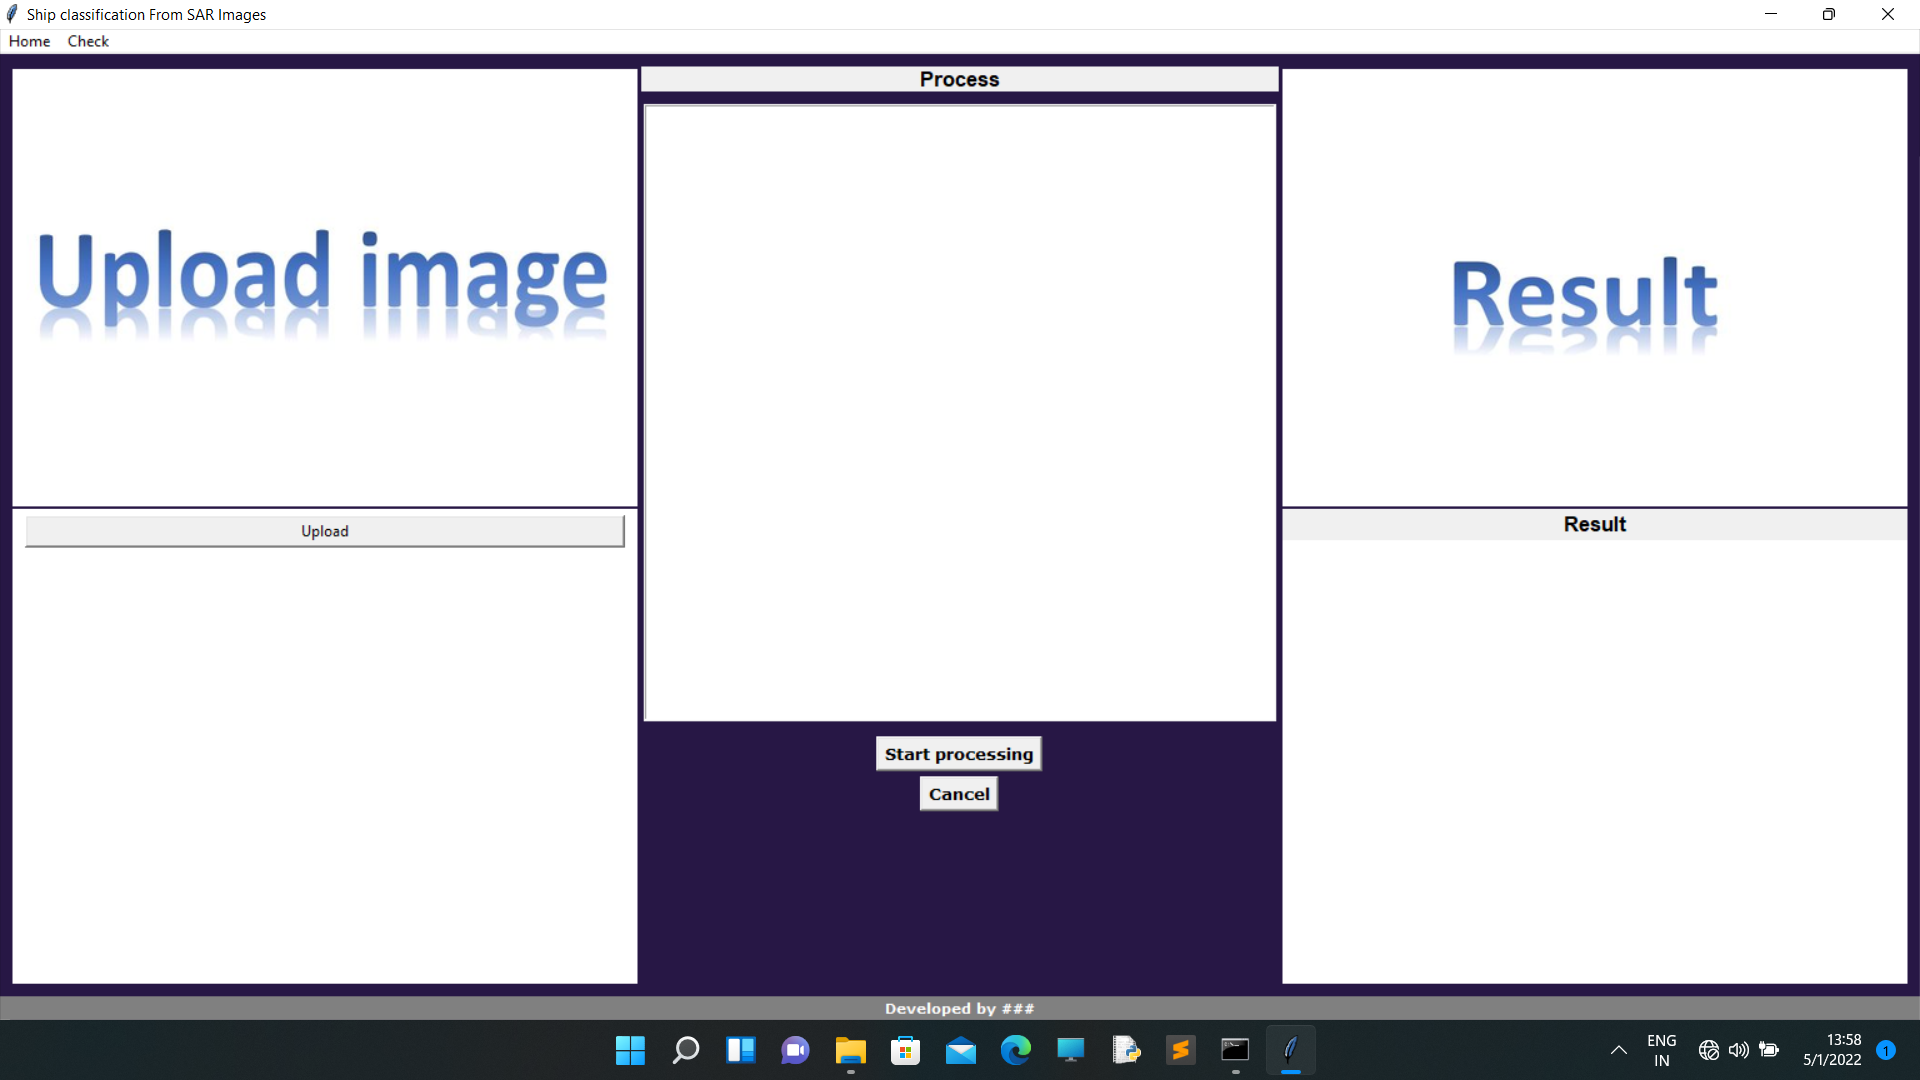 Ship classification From SAR Images
Home Check
Process
Upload image
Result
Upload
Result
Start processing
Cancel
Developed by ###
ENG
IN
13:58
5/1/2022
1